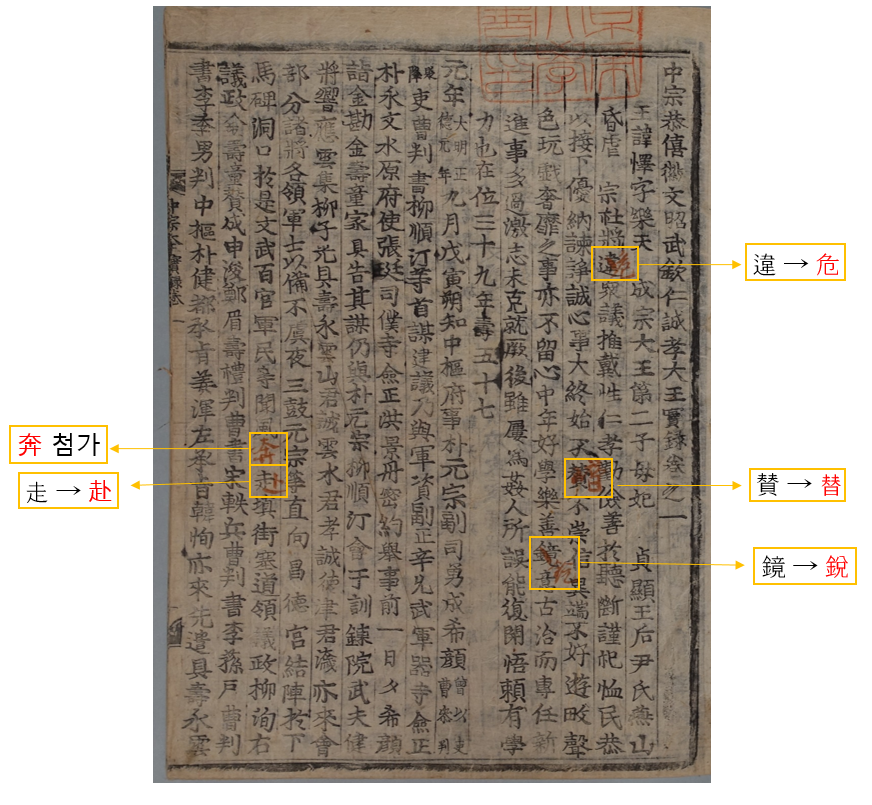 中宗恭僖徽文昭武欽仁誠孝大王實錄卷之一
王諱懌字樂天 成宗大王第二子母妃 貞顯王后尹氏燕山
昏虐 宗社將違衆議推戴性仁孝勤儉善於聽斷謹祀恤民恭
以接下優納諫諍誠心事大終始不賛不崇信異端不好遊畋聲
色玩戲奢靡之事亦不留心中年好學樂善鏡意古治而專任新
進事多過激志未克就厥後雖屢爲姦人所誤能復開悟賴有學
力也在位三十九年壽五十七
元年大明正德元年九月戊寅朔知中樞府事朴元宗副司勇成希顔曾以吏曹參判
貶降吏曹判書柳順汀等首謀建議乃與軍資副正辛允武軍器寺僉正
朴永文水原府使張珽司僕寺僉正洪景舟密約擧事前一日夕希顔
詣金勘金壽童家具告其謀仍與朴元宗柳順汀會于訓鍊院武夫健
將響應雲集柳子光具壽永雲山君誡雲水君孝誠德津君濊亦來會
部分諸將各領軍士以備不虞夜三鼓元宗等直向昌德宮結陣於下
馬碑洞口於是文武百官軍民等聞風奔走塡街塞道領議政柳洵右
議政金壽童贊成申浚鄭眉壽禮判曹書宋軼兵曹判書李蓀戶曹判
書李季男判中樞朴健都承旨姜渾左承旨韓恂亦來先遣具壽永雲
違 → 危
賛 → 替
鏡 → 銳
奔 첨가
走 → 赴